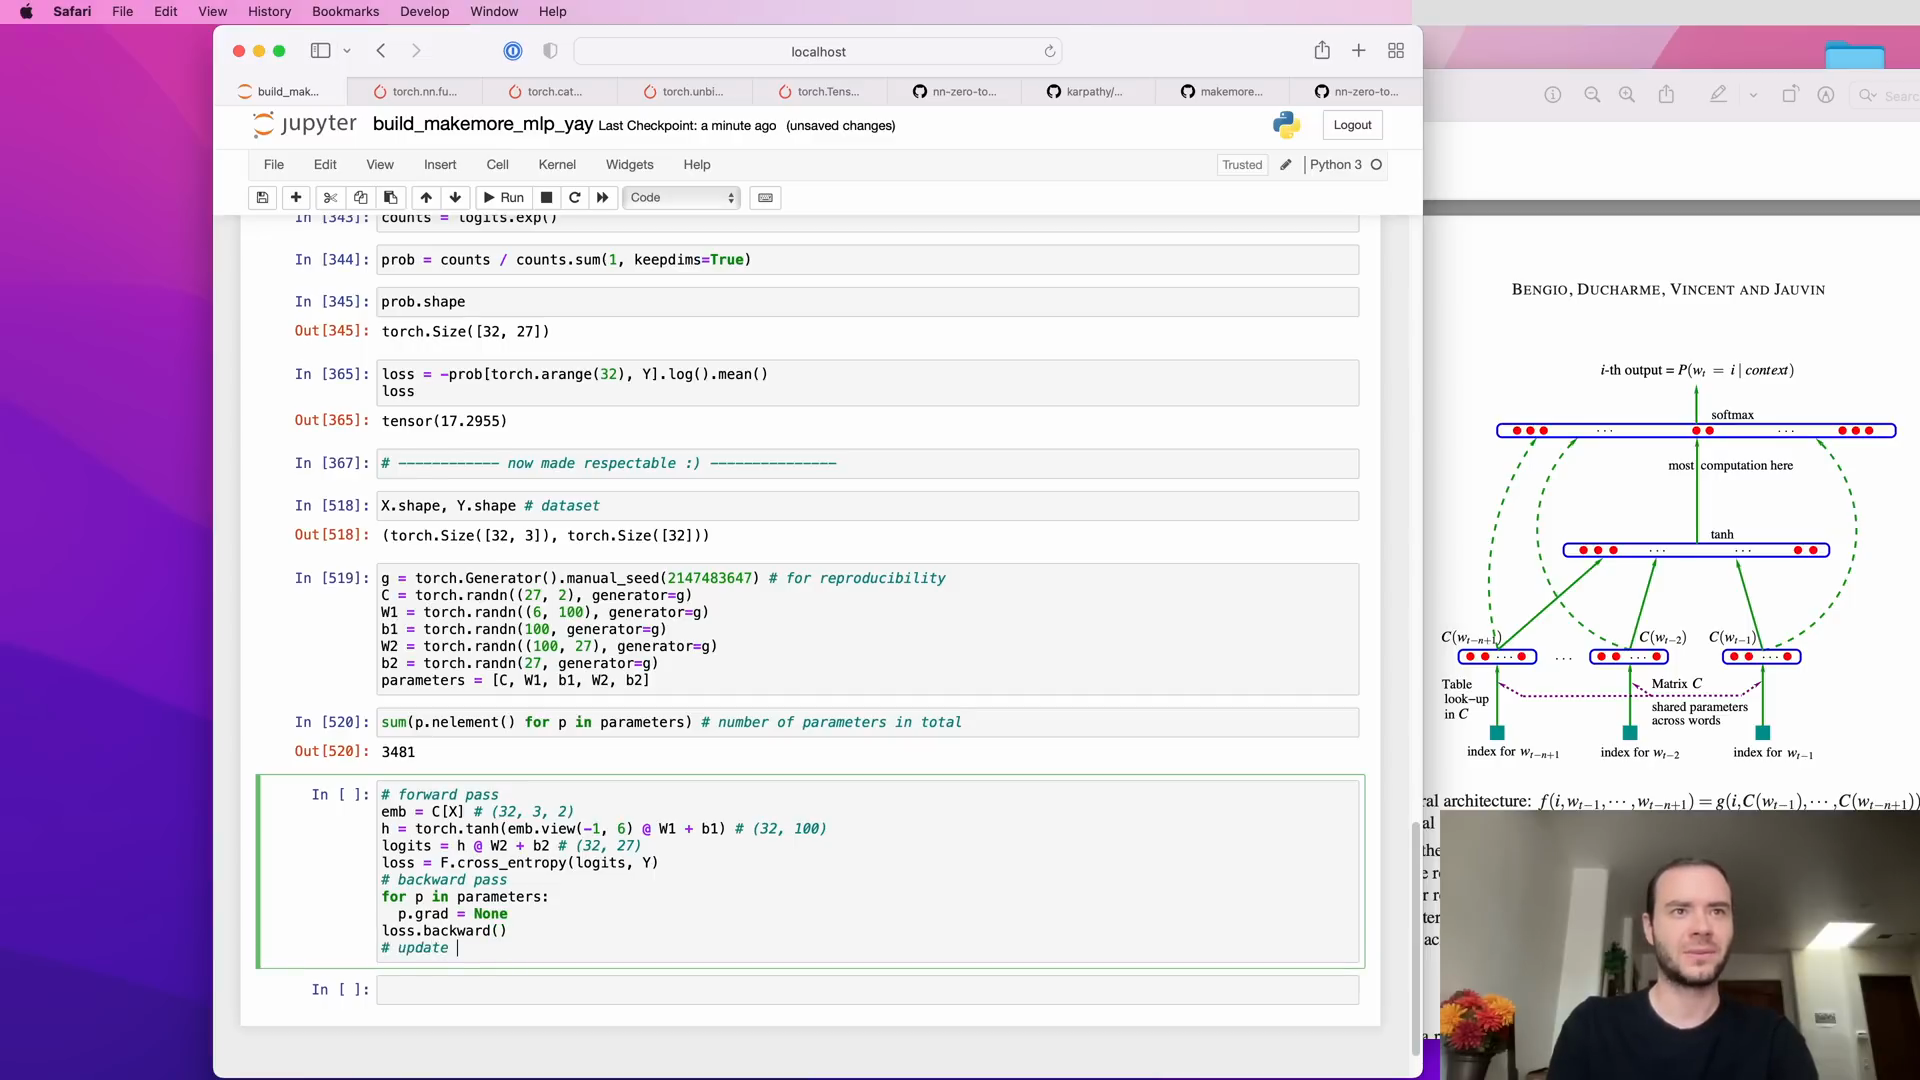 Safari File Edit View History Bookmarks Develop Window Help
localhost
build_mak... torch.nn.fu... torch.cat... torch.unbi... torch.Tens... nn-zero-to... karpathy/... makemore... nn-zero-to...
Search
jupyter build_makemore_mlp_yay Last Checkpoint: a minute ago (unsaved changes) Logout
File Edit View Insert Cell Kernel Widgets Help Trusted Python 3
Run Code
In [343]: counts = logits.exp()
In [344]: prob = counts / counts.sum(1, keepdims=True)
In [345]: prob.shape
Out[345]: torch.Size([32, 27])
In [365]: loss = -prob[torch.arange(32), Y].log().mean()
loss
Out[365]: tensor(17.2955)
In [367]: # ------------ now made respectable :) ---------------
In [518]: X.shape, Y.shape # dataset
Out[518]: (torch.Size([32, 3]), torch.Size([32]))
In [519]: g = torch.Generator().manual_seed(2147483647) # for reproducibility
C = torch.randn((27, 2), generator=g)
W1 = torch.randn((6, 100), generator=g)
b1 = torch.randn(100, generator=g)
W2 = torch.randn((100, 27), generator=g)
b2 = torch.randn(27, generator=g)
parameters = [C, W1, b1, W2, b2]
In [520]: sum(p.nelement() for p in parameters) # number of parameters in total
Out[520]: 3481
In [ ]: # forward pass
emb = C[X] # (32, 3, 2)
h = torch.tanh(emb.view(-1, 6) @ W1 + b1) # (32, 100)
logits = h @ W2 + b2 # (32, 27)
loss = F.cross_entropy(logits, Y)
# backward pass
for p in parameters:
  p.grad = None
loss.backward()
# update
In [ ]:
BENGIO, DUCHARME, VINCENT AND JAUVIN
i-th output = P(w_t = i | context)
softmax
. . . . . .
most computation here
tanh
. . . . . .
C(w_{t−n+1}) C(w_{t−2}) C(w_{t−1})
. . . . . . . . . . . .
Table look-up in C
Matrix C
shared parameters
across words
index for w_{t−n+1} index for w_{t−2} index for w_{t−1}
ral architecture: f(i,w_{t−1},⋯,w_{t−n+1}) = g(i,C(w_{t−1}),⋯,C(w_{t−n+1}))